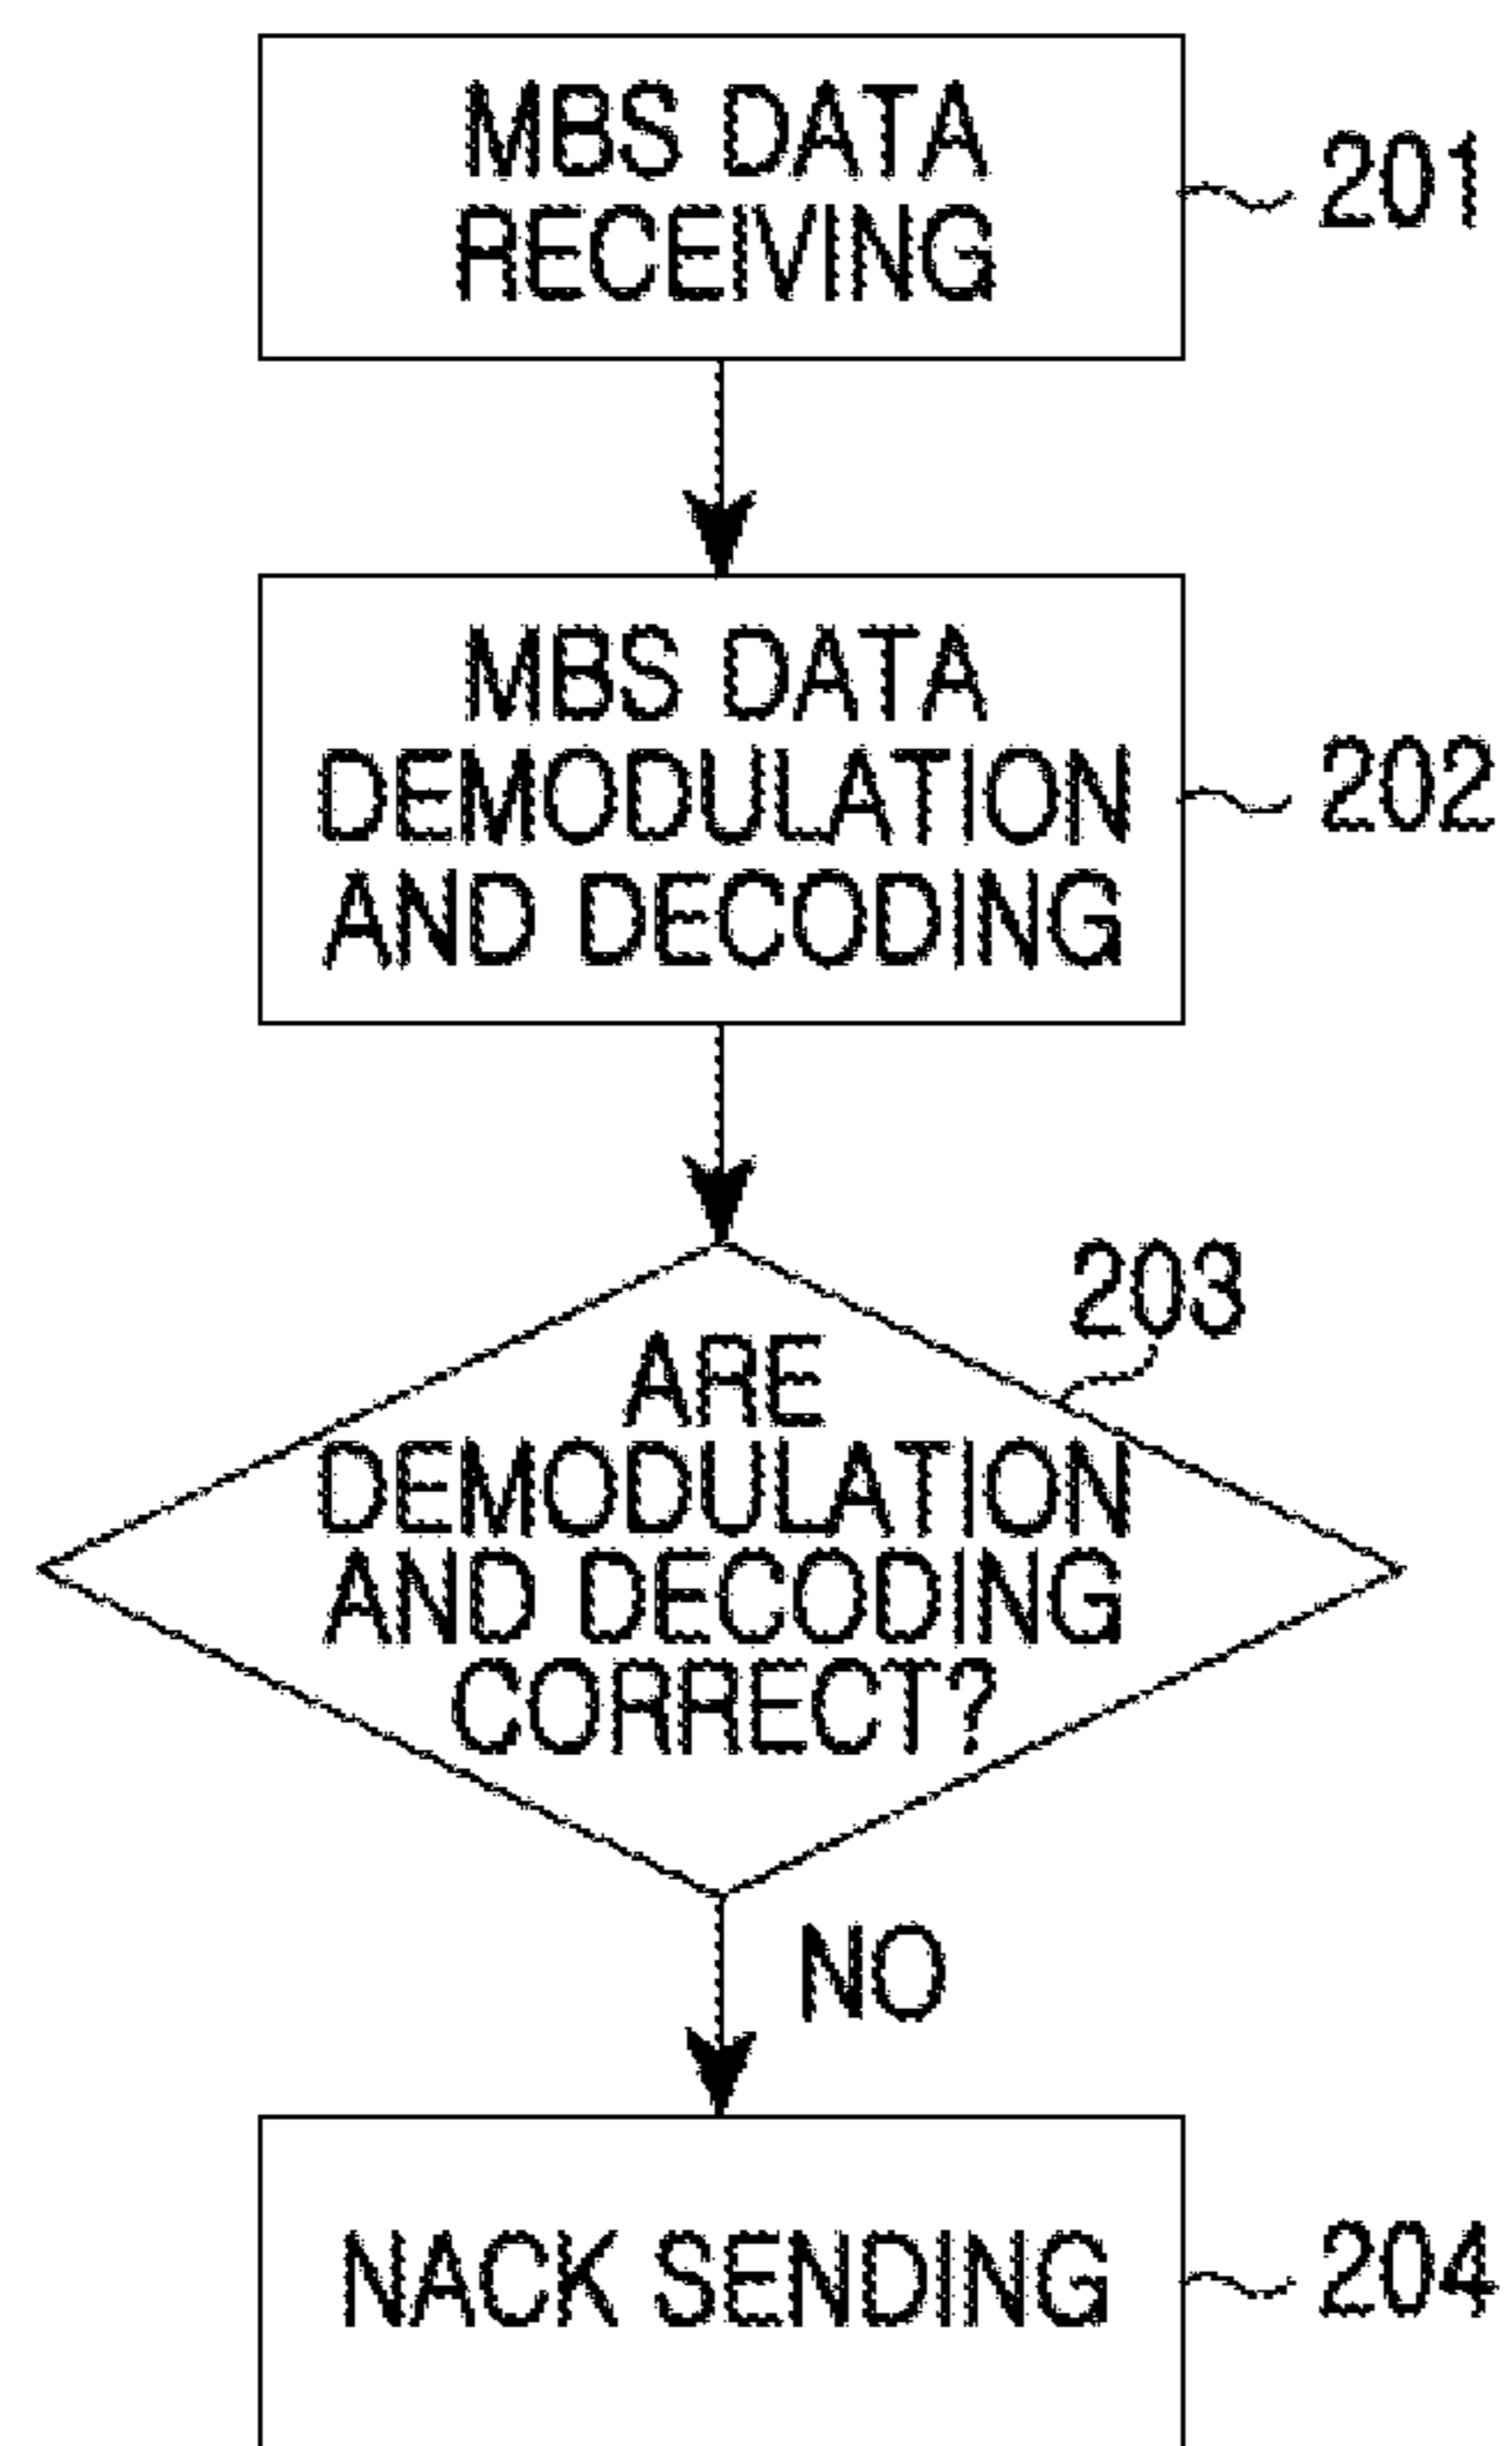 MBS DATA
RECEIVING
201
MBS DATA
DEMODULATION
AND DECODING
202
203
ARE
DEMODULATION
AND DECODING
CORRECT?
NO
NACK SENDING
204